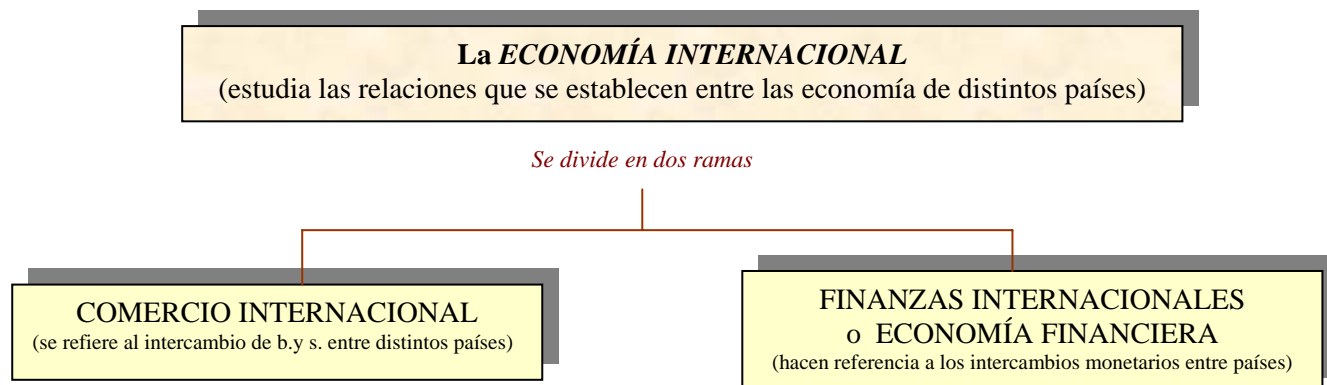 La ECONOMÍA INTERNACIONAL
(estudia las relaciones que se establecen entre las economía de distintos países)
Se divide en dos ramas
COMERCIO INTERNACIONAL
(se refiere al intercambio de b.y s. entre distintos países)
FINANZAS INTERNACIONALES
o ECONOMÍA FINANCIERA
(hacen referencia a los intercambios monetarios entre países)